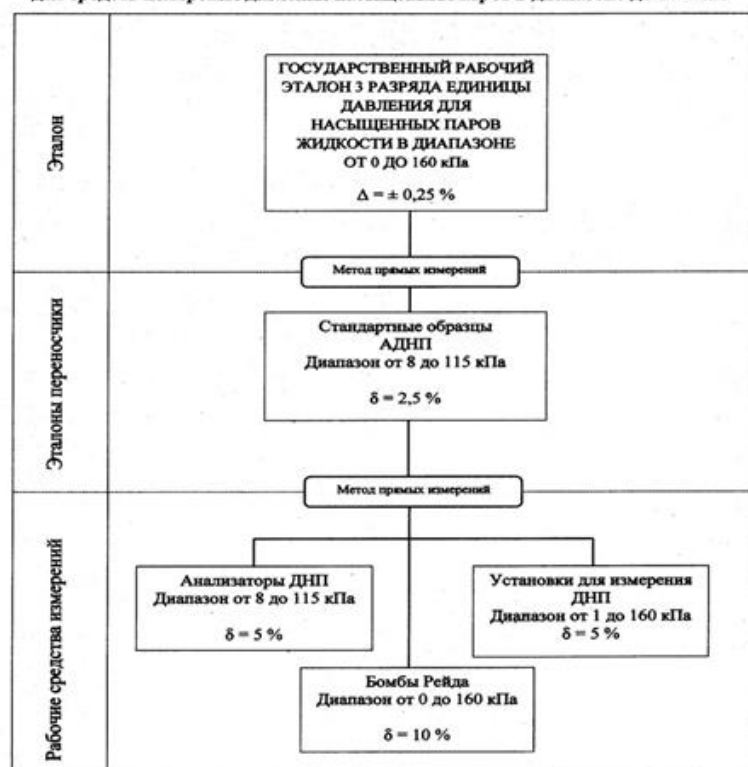 ГОСУДАРСТВЕННЫЙ РАБОЧИЙ
ЭТАЛОН 3 РАЗРЯДА ЕДИНИЦЫ
ДАВЛЕНИЯ ДЛЯ
НАСЫЩЕННЫХ ПАРОВ
ЖИДКОСТИ В ДИАПАЗОНЕ
ОТ 0 ДО 160 кПа
Δ = ± 0,25 %
Эталон
Метод прямых измерений
Эталоны переносчики
Стандартные образцы
АДНП
Диапазон от 8 до 115 кПа
δ = 2,5 %
Метод прямых измерений
Рабочие средства измерений
Анализаторы ДНП
Диапазон от 8 до 115 кПа
δ = 5 %
Установки для измерения
ДНП
Диапазон от 1 до 160 кПа
δ = 5 %
Бомбы Рейда
Диапазон от 0 до 160 кПа
δ = 10 %